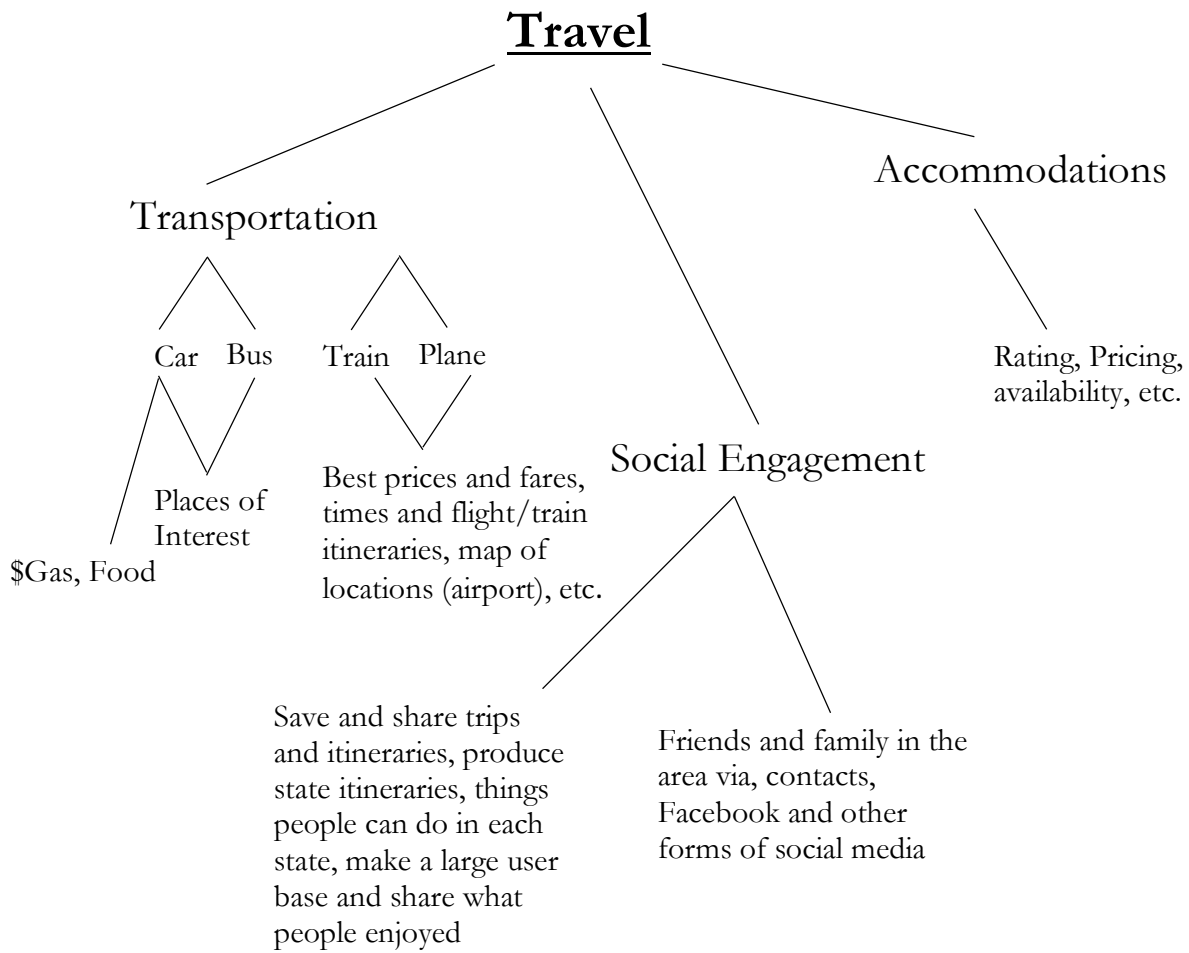 Travel
Accommodations
Transportation
Car
Bus
Train
Plane
Rating, Pricing,
availability, etc.
Social Engagement
Best prices and fares,
times and flight/train
itineraries, map of
locations (airport), etc.
Places of
Interest
$Gas, Food
Save and share trips
and itineraries, produce
state itineraries, things
people can do in each
state, make a large user
base and share what
people enjoyed
Friends and family in the
area via, contacts,
Facebook and other
forms of social media